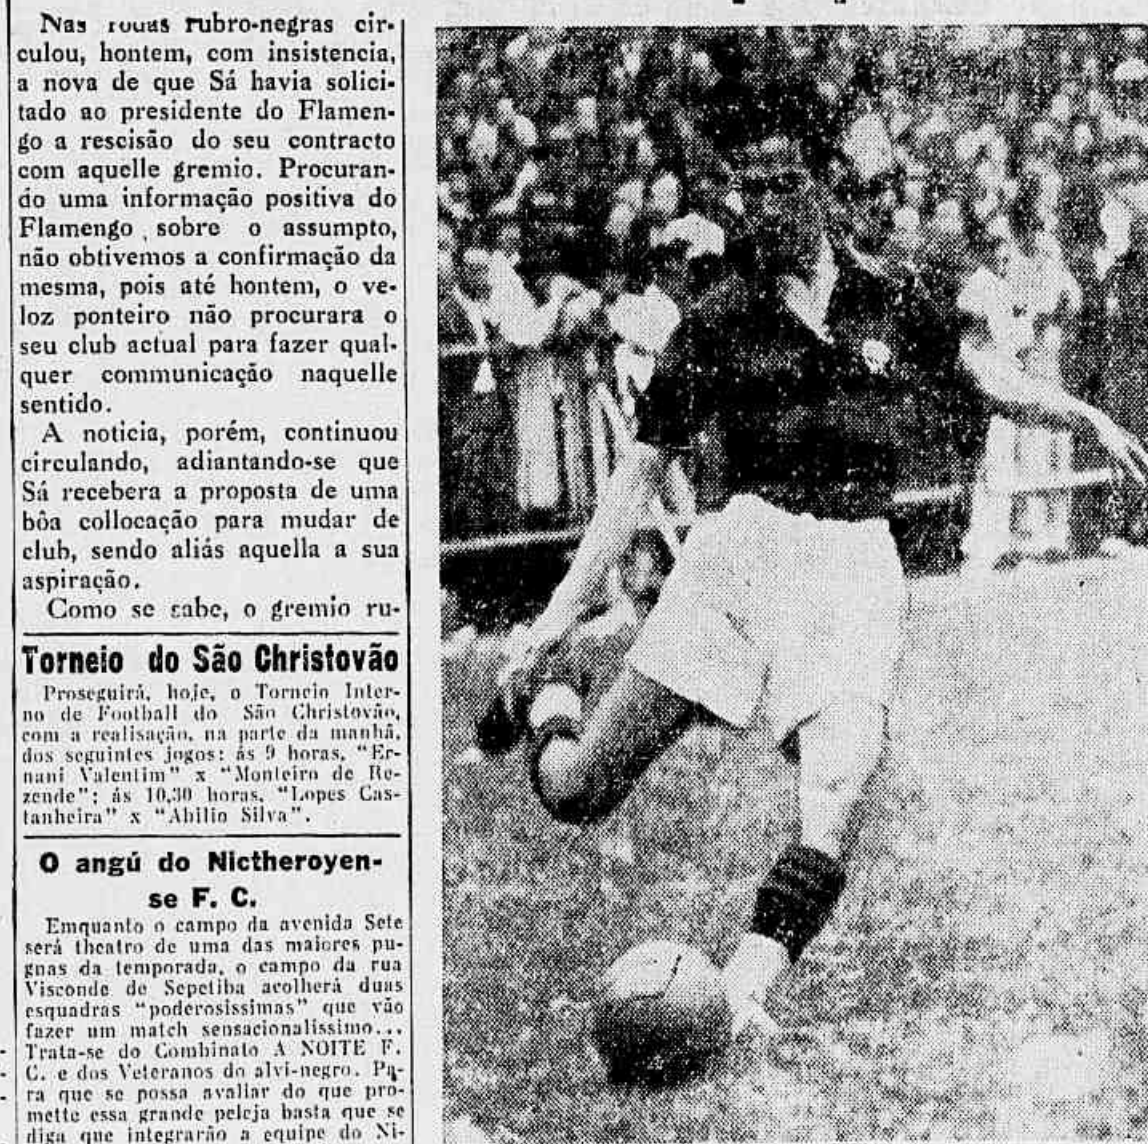 Nas rodas rubro-negras cir-
culou, hontem, com insistencia,
a nova de que Sá havia solici-
tado ao presidente do Flamen-
go a rescisão do seu contracto
com aquelle gremio. Procuran-
do uma informação positiva do
Flamengo sobre o assumpto,
não obtivemos a confirmação da
mesma, pois até hontem, o ve-
loz ponteiro não procurara o
seu club actual para fazer qual-
quer communicação naquelle
sentido.
A noticia, porém, continuou
circulando, adiantando-se que
Sá recebera a proposta de uma
bôa collocação para mudar de
club, sendo aliás aquella a sua
aspiração.
Como se sabe, o gremio ru-
Torneio do São Christovão
Proseguirá, hoje, o Torneio Inter-
no de Football do São Christovão,
com a realisação, na parte da manhã,
dos seguintes jogos: ás 9 horas, "Er-
nani Valentim" x "Monteiro de Re-
zende"; ás 10,30 horas, "Lopes Cas-
tanheira" x "Abilio Silva".
O angú do Nictheroyen-
se F. C.
Emquanto o campo da avenida Sete
será theatro de uma das maiores pu-
gnas da temporada, o campo da rua
Visconde de Sepetiba acolherá duas
esquadras "poderosissimas" que vão
fazer um match sensacionalissimo...
Trata-se do Combinato A NOITE F.
C. e dos Veteranos do alvi-negro. Pa-
ra que se possa avaliar do que pro-
mette essa grande peleja basta que se
diga que integrarão a equipe do Ni-